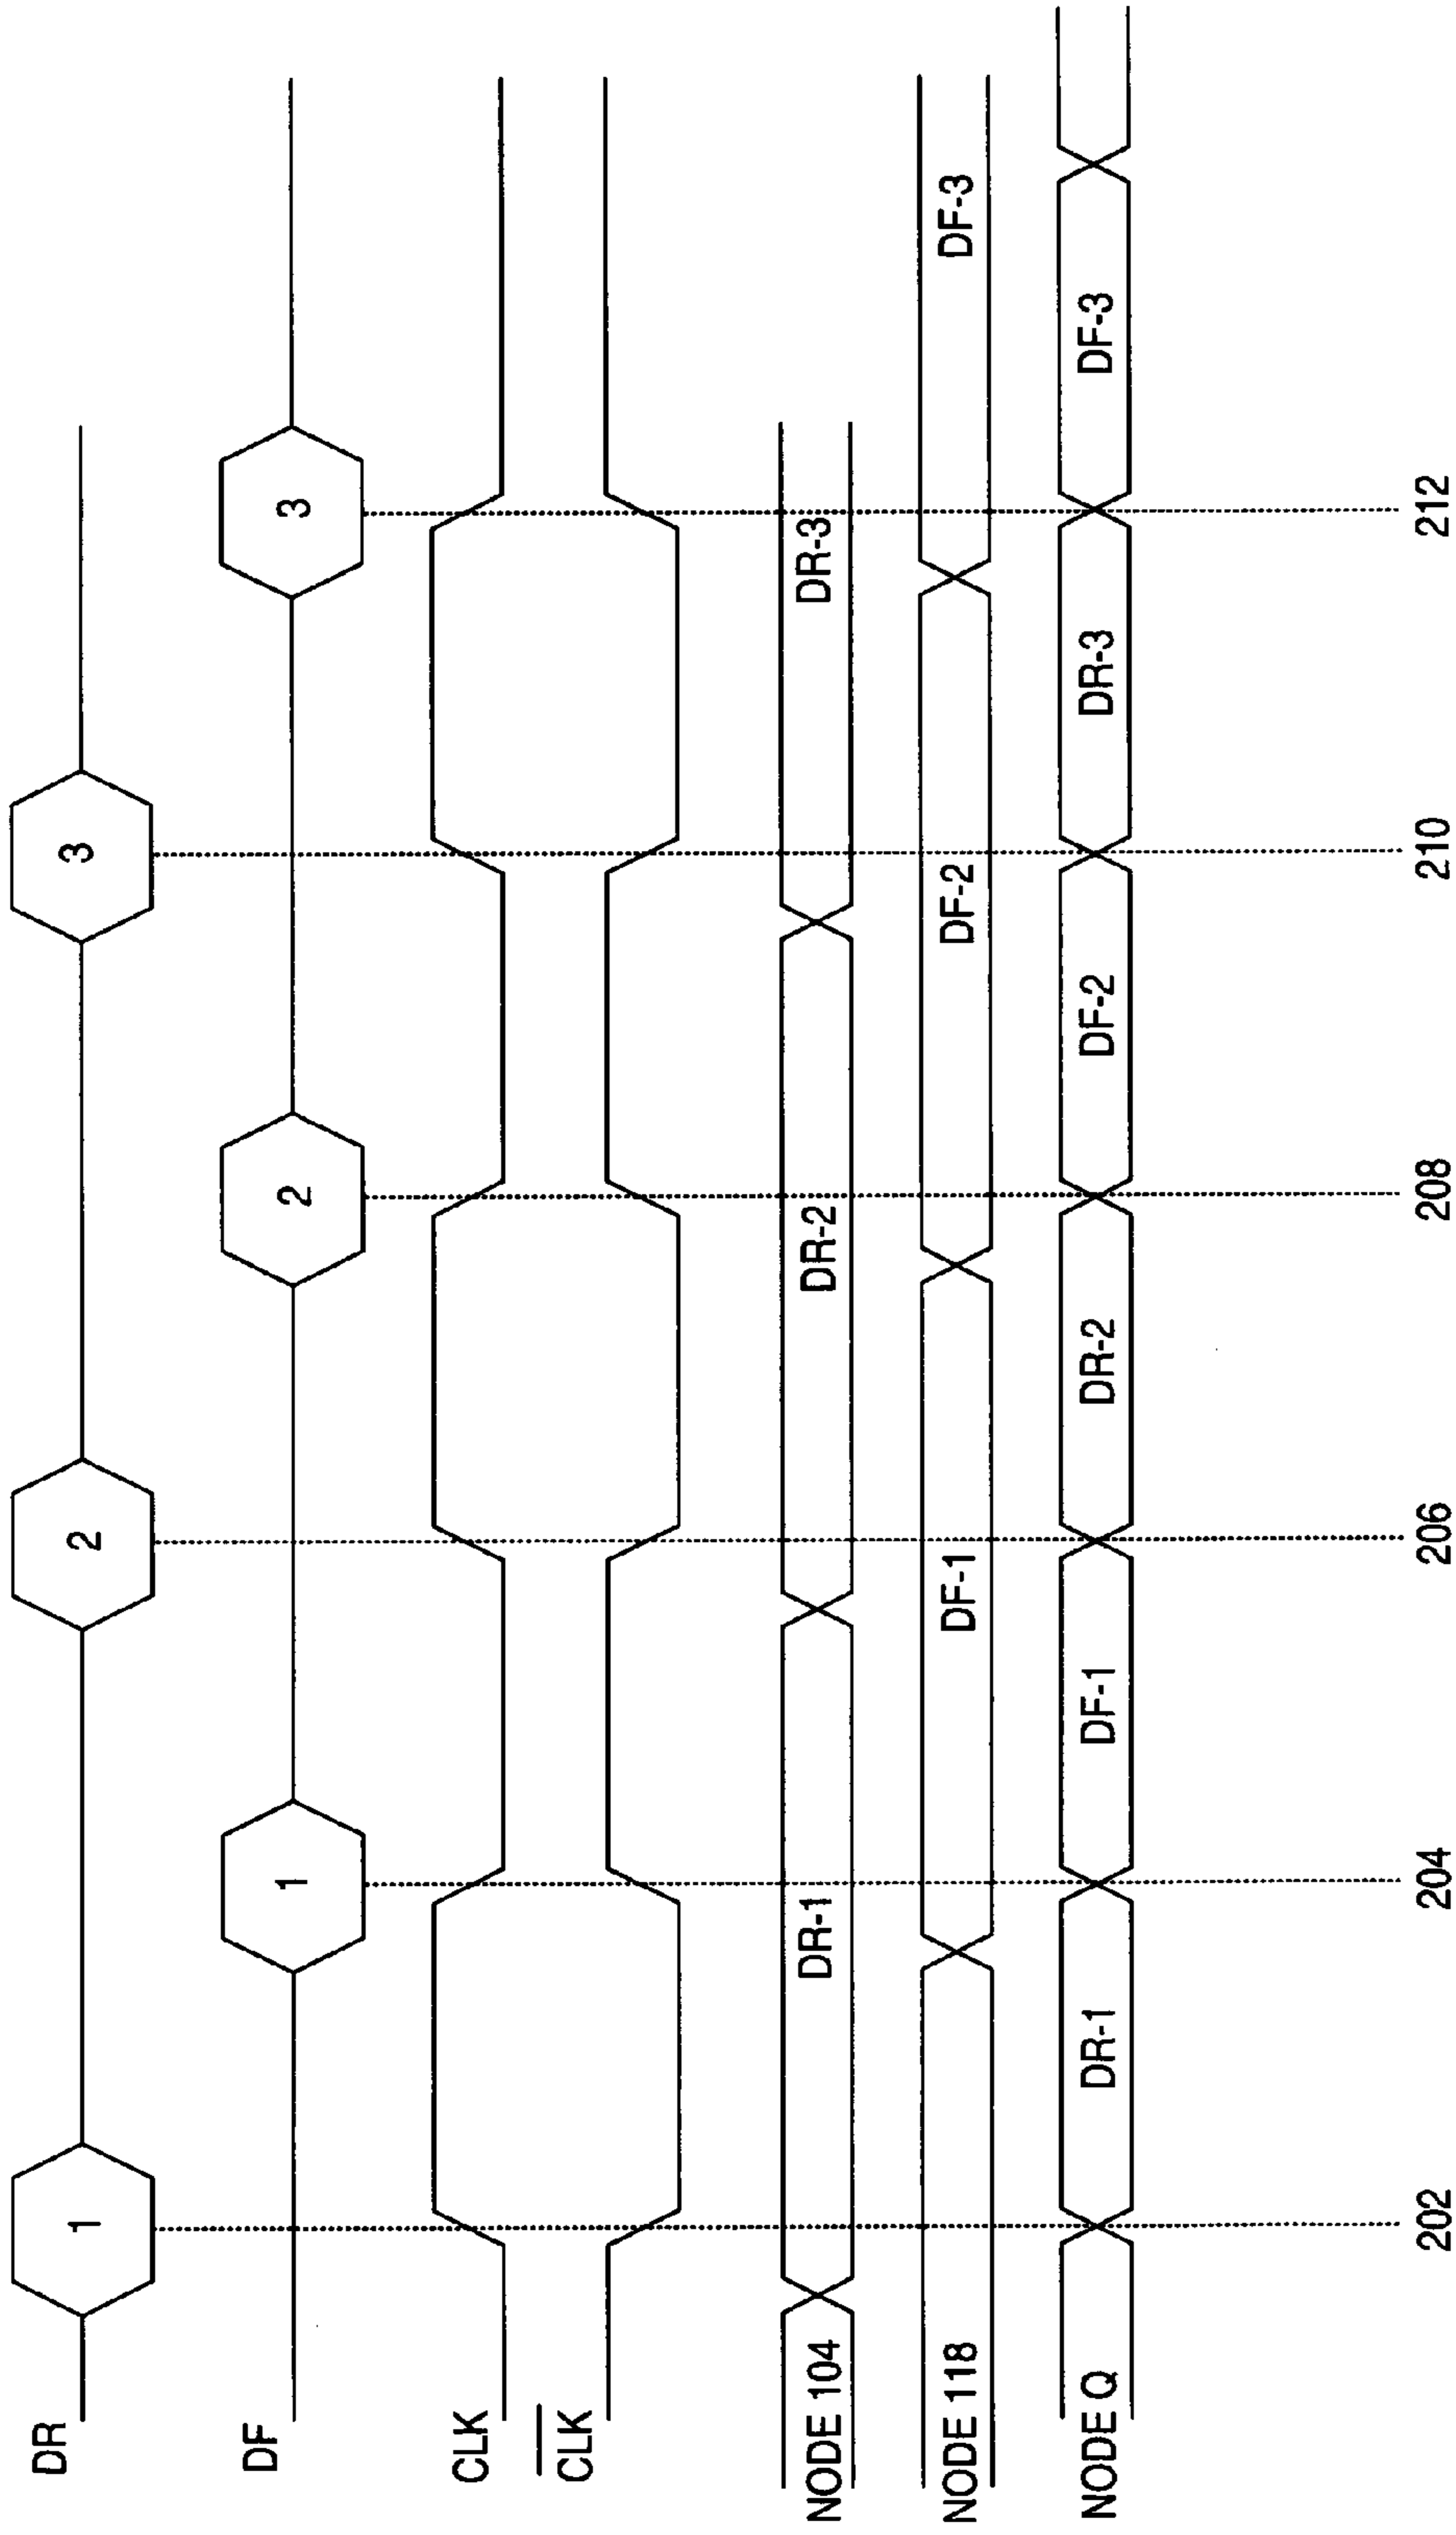 DR 1 2 3
DF 1 2 3
CLK
CLK
NODE 104 DR-1 DR-2 DR-3
NODE 118 DF-1 DF-2 DF-3
NODE Q DR-1 DF-1 DR-2 DF-2 DR-3 DF-3
202 204 206 208 210 212